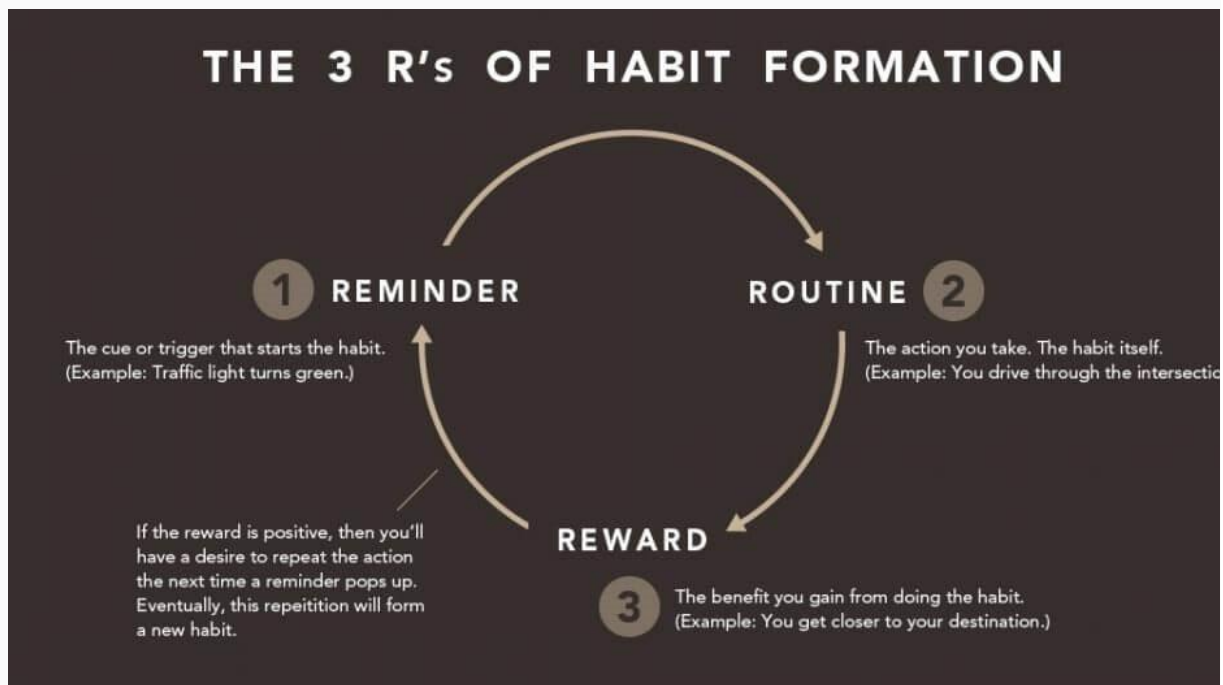 THE 3 R's OF HABIT FORMATION
1 REMINDER
The cue or trigger that starts the habit.
(Example: Traffic light turns green.)
ROUTINE 2
The action you take. The habit itself.
(Example: You drive through the intersectio
REWARD
3
The benefit you gain from doing the habit.
(Example: You get closer to your destination.)
If the reward is positive, then you'll
have a desire to repeat the action
the next time a reminder pops up.
Eventually, this repeitition will form
a new habit.